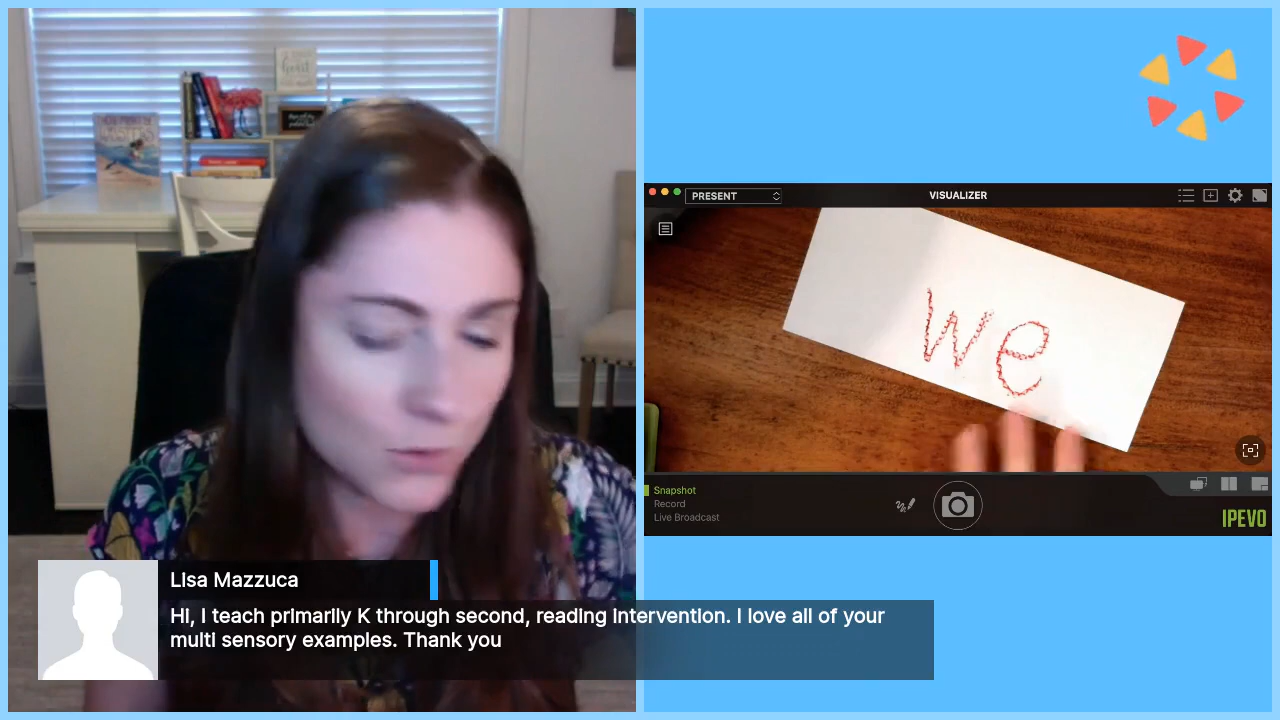 PRESENT
VISUALIZER
we
Snapshot
Record
Live Broadcast
IPEVO
Lisa Mazzuca
Hi, I teach primarily K through second, reading intervention. I love all of your
multi sensory examples. Thank you